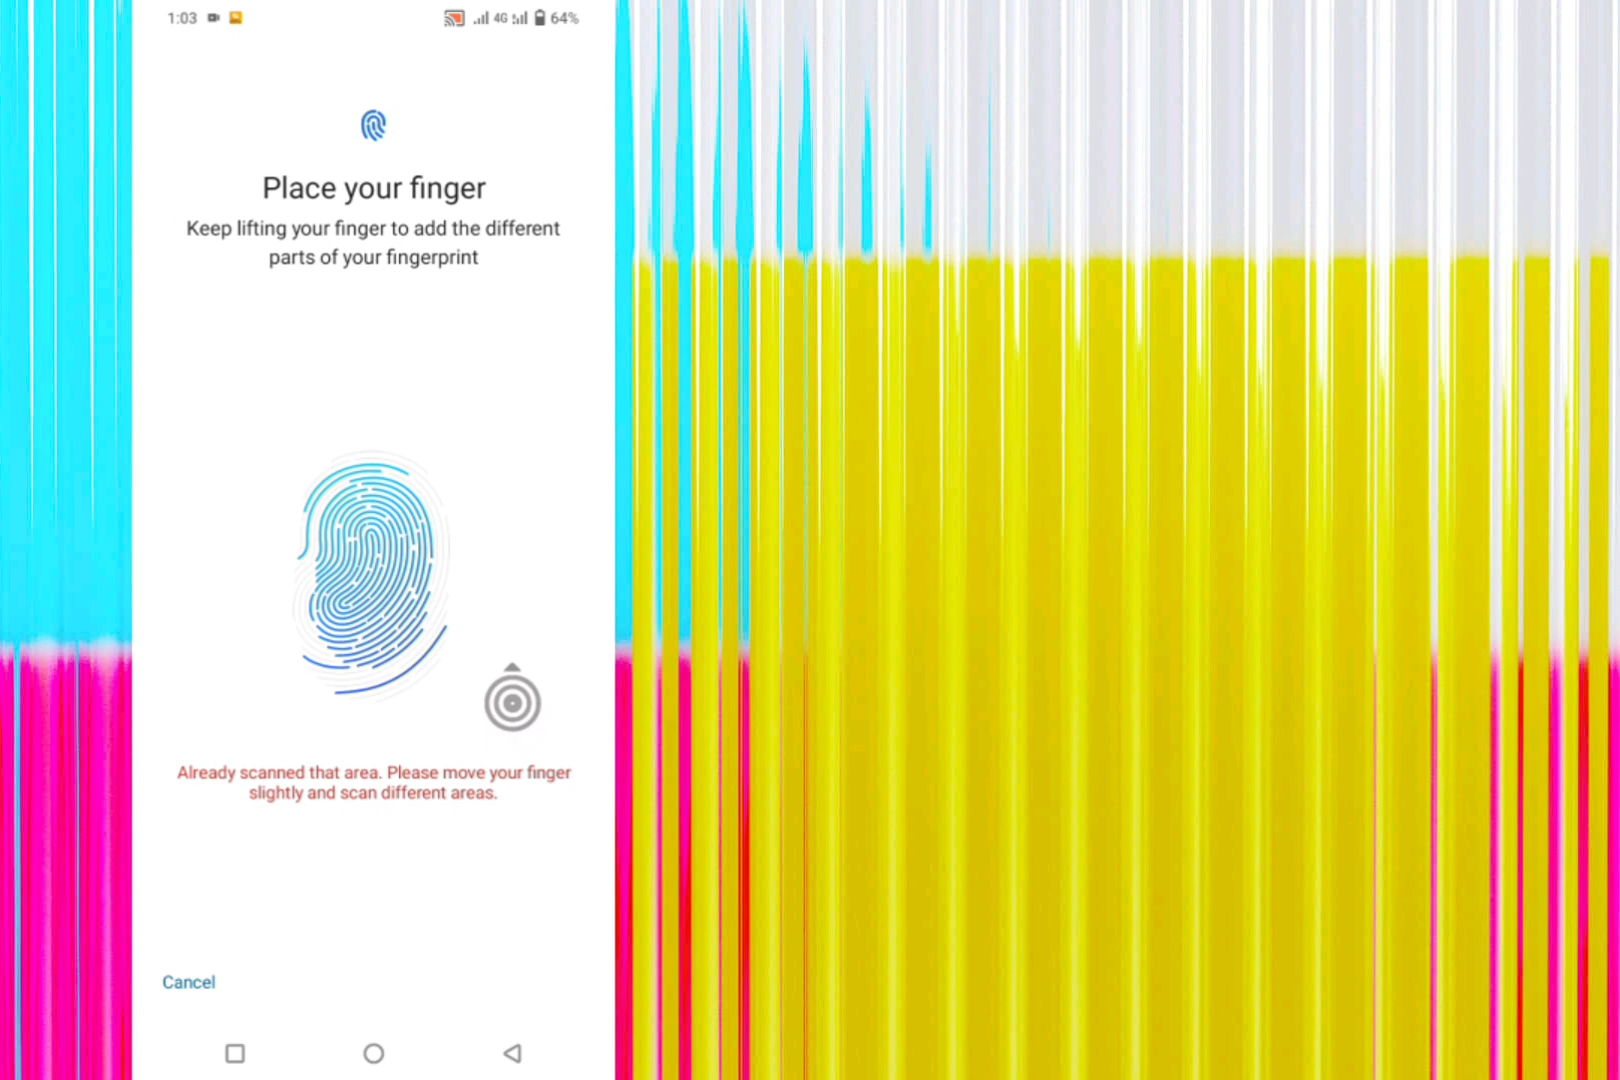 1:03 4G 64%
Place your finger
Keep lifting your finger to add the different
parts of your fingerprint
Already scanned that area. Please move your finger
slightly and scan different areas.
Cancel